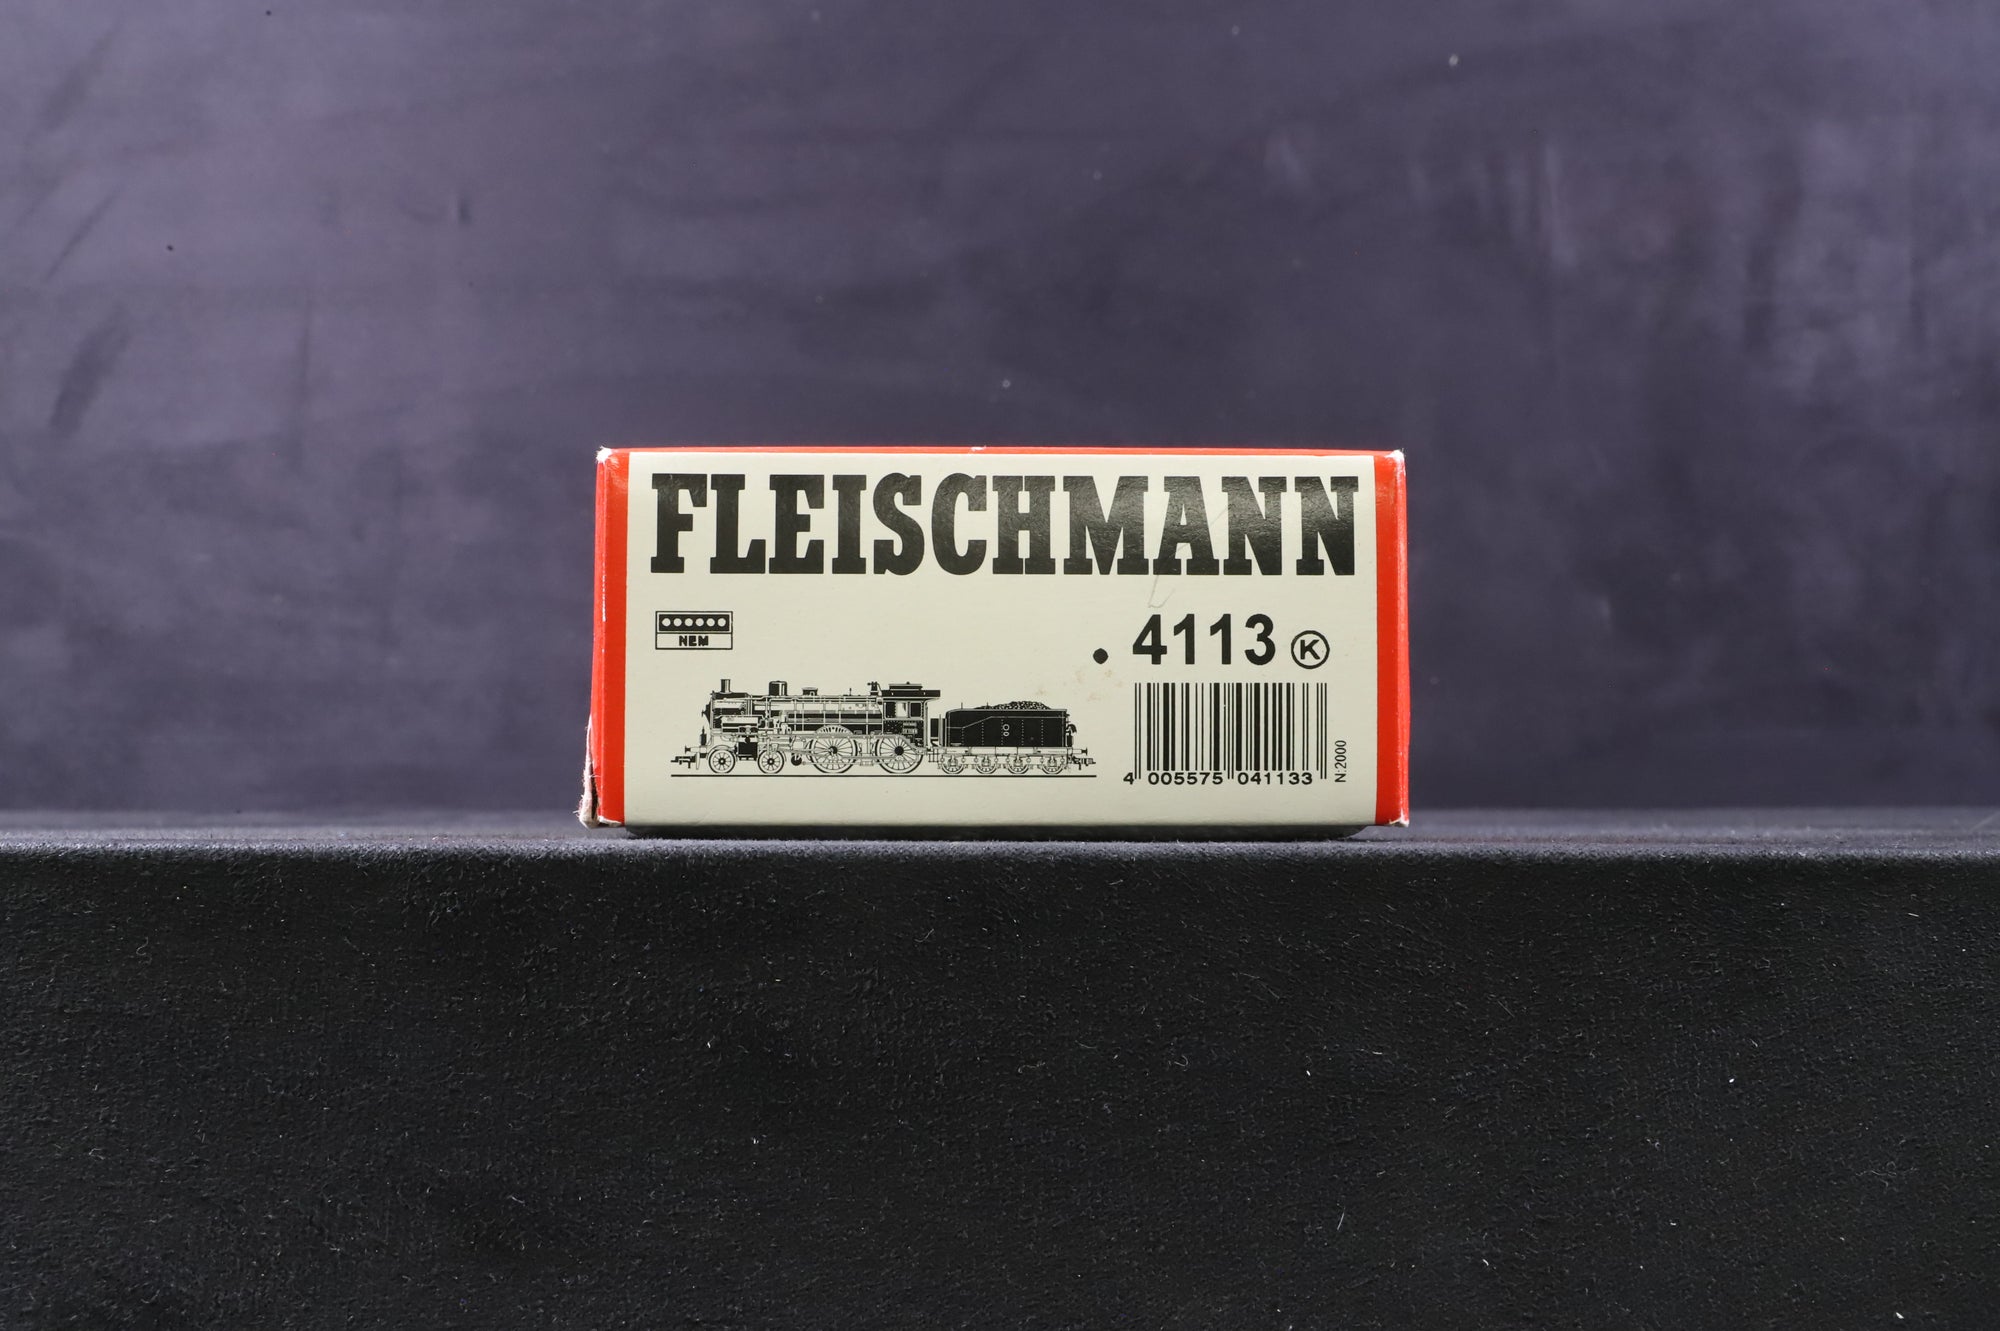 FLEISCHMANN
NEM
. 4113 K
4 005575 041133
N:2000